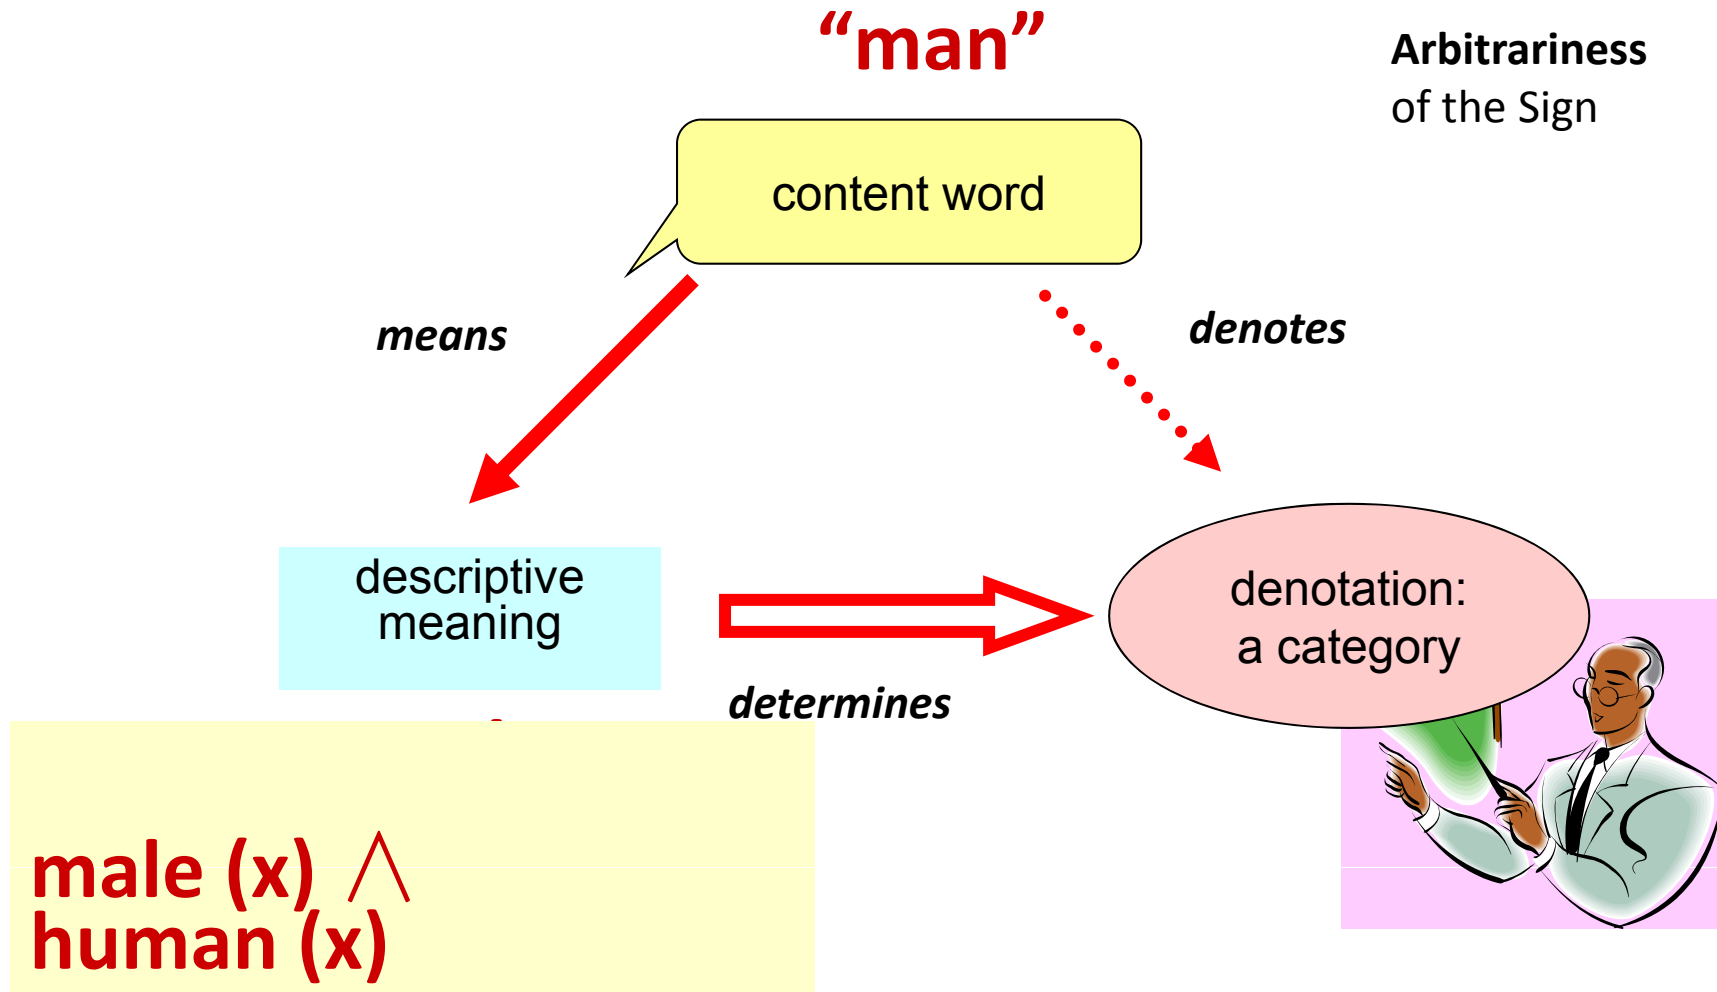 “man”
Arbitrariness
of the Sign
content word
means
denotes
descriptive
meaning
denotation:
a category
determines
male (x) ∧
human (x)